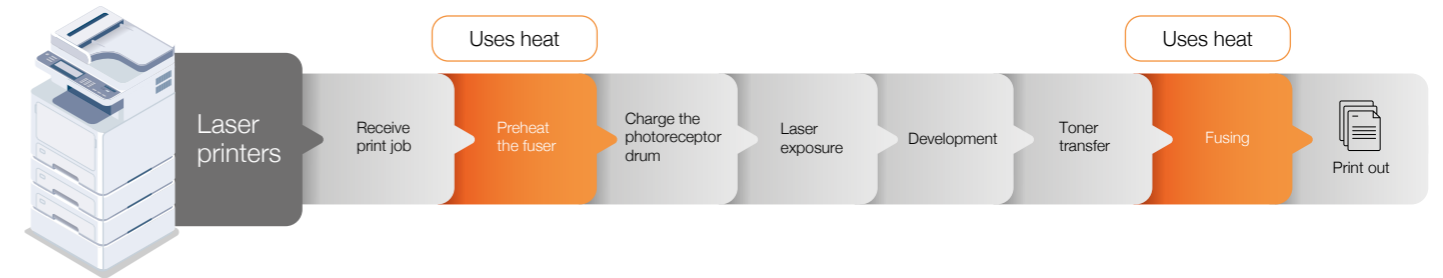 Uses heat
Uses heat
Laser
printers
Receive
print job
Preheat
the fuser
Charge the
photoreceptor
drum
Laser
exposure
Development
Toner
transfer
Fusing
Print out